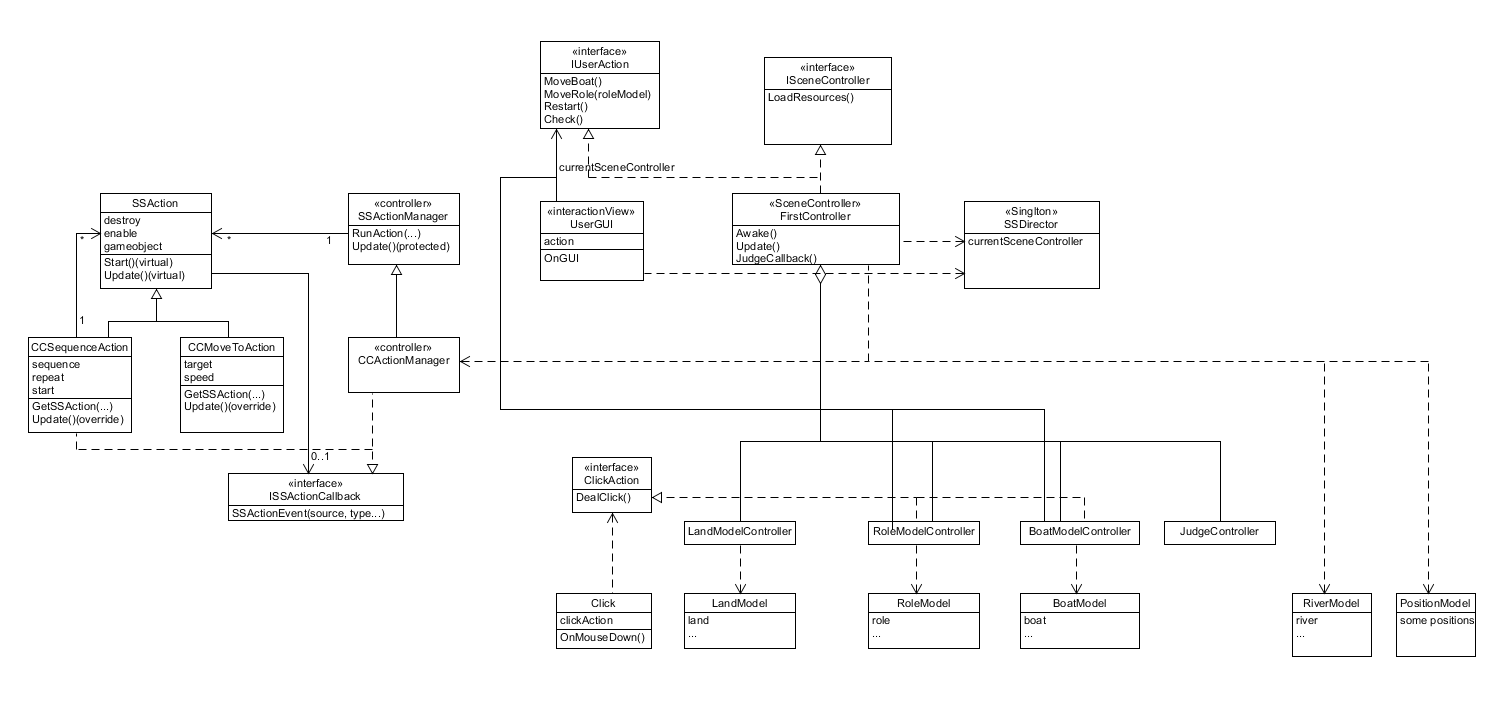 «interface»
IUserAction
MoveBoat()
MoveRole(roleModel)
Restart()
Check()
«interface»
ISceneController
LoadResources()
currentSceneController
SSAction
destroy
enable
gameobject
Start()(virtual)
Update()(virtual)
«controller»
SSActionManager
RunAction(...)
Update()(protected)
«interactionView»
UserGUI
action
OnGUI
«SceneController»
FirstController
Awake()
Update()
JudgeCallback()
«Singlton»
SSDirector
currentSceneController
*
*
1
1
CCSequenceAction
sequence
repeat
start
GetSSAction(...)
Update()(override)
CCMoveToAction
target
speed
GetSSAction(...)
Update()(override)
«controller»
CCActionManager
0..1
«interface»
ISSActionCallback
SSActionEvent(source, type...)
«interface»
ClickAction
DealClick()
LandModelController
RoleModelController
BoatModelController
JudgeController
Click
clickAction
OnMouseDown()
LandModel
land
...
RoleModel
role
...
BoatModel
boat
...
RiverModel
river
...
PositionModel
some positions